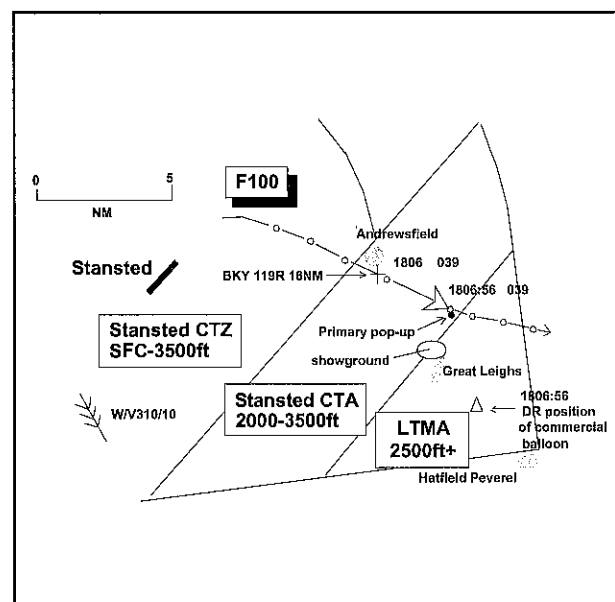 F100
0
5
NM
Andrewsfield
1806 039
BKY 119R 16NM
1806:56 039
Stansted
Primary pop-up
Stansted CTZ
SFC-3500ft
showground
Great Leighs
W/V310/10
Stansted CTA
2000-3500ft
LTMA
2500ft+
1806:56
DR position
of commercial
balloon
Hatfield Peverel